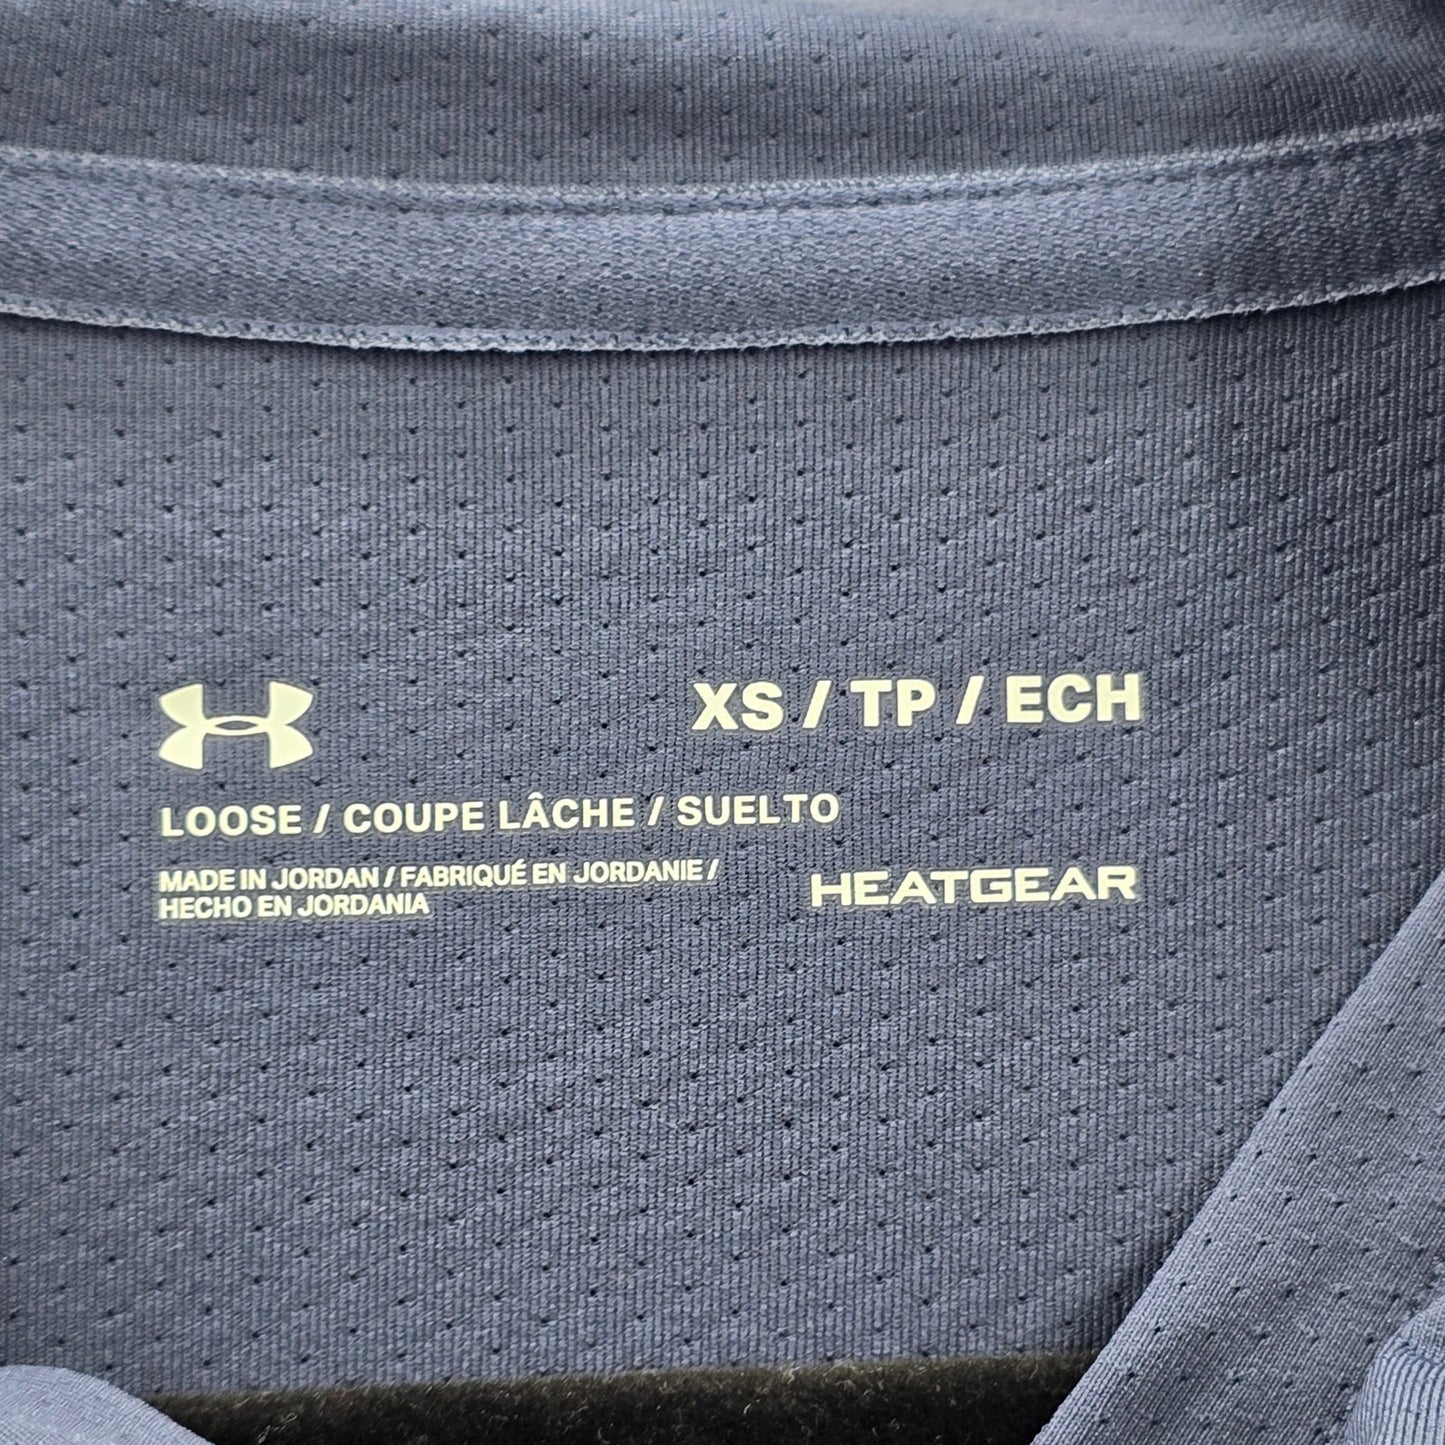 XS / TP / ECH
LOOSE / COUPE LÂCHE / SUELTO
MADE IN JORDAN / FABRIQUÉ EN JORDANIE /
HECHO EN JORDANIA
HEATGEAR